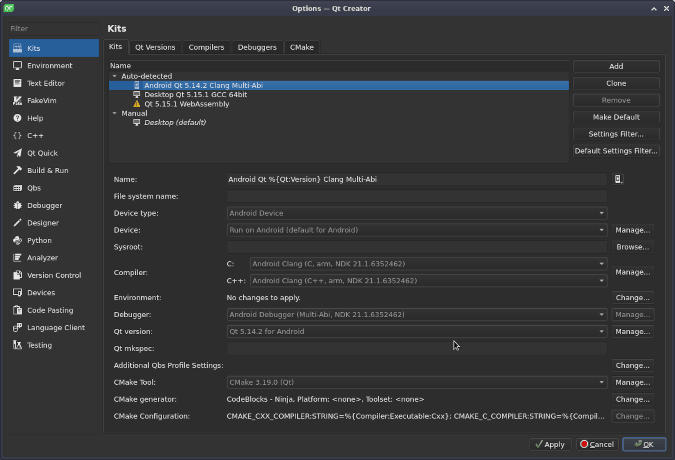 Options — Qt Creator
Filter
Kits
Kits
Environment
Text Editor
FakeVim
Help
C++
Qt Quick
Build & Run
Qbs
Debugger
Designer
Python
Analyzer
Version Control
Devices
Code Pasting
Language Client
Testing
Kits Qt Versions Compilers Debuggers CMake
Name
Auto-detected
Android Qt 5.14.2 Clang Multi-Abi
Desktop Qt 5.15.1 GCC 64bit
Qt 5.15.1 WebAssembly
Manual
Desktop (default)
Add
Clone
Remove
Make Default
Settings Filter...
Default Settings Filter...
Name: Android Qt %{Qt:Version} Clang Multi-Abi
File system name:
Device type: Android Device
Device: Run on Android (default for Android) Manage...
Sysroot: Browse...
Compiler: C: Android Clang (C, arm, NDK 21.1.6352462) Manage...
C++: Android Clang (C++, arm, NDK 21.1.6352462)
Environment: No changes to apply. Change...
Debugger: Android Debugger (Multi-Abi, NDK 21.1.6352462) Manage...
Qt version: Qt 5.14.2 for Android Manage...
Qt mkspec:
Additional Qbs Profile Settings: Change...
CMake Tool: CMake 3.19.0 (Qt) Manage...
CMake generator: CodeBlocks - Ninja, Platform: <none>, Toolset: <none> Change...
CMake Configuration: CMAKE_CXX_COMPILER:STRING=%{Compiler:Executable:Cxx}; CMAKE_C_COMPILER:STRING=%{Compil... Change...
Apply Cancel OK